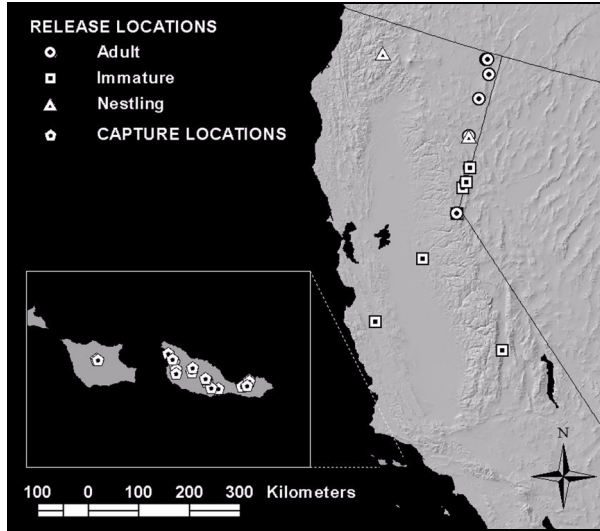 RELEASE LOCATIONS
Adult
Immature
Nestling
CAPTURE LOCATIONS
N
100 0 100 200 300 Kilometers